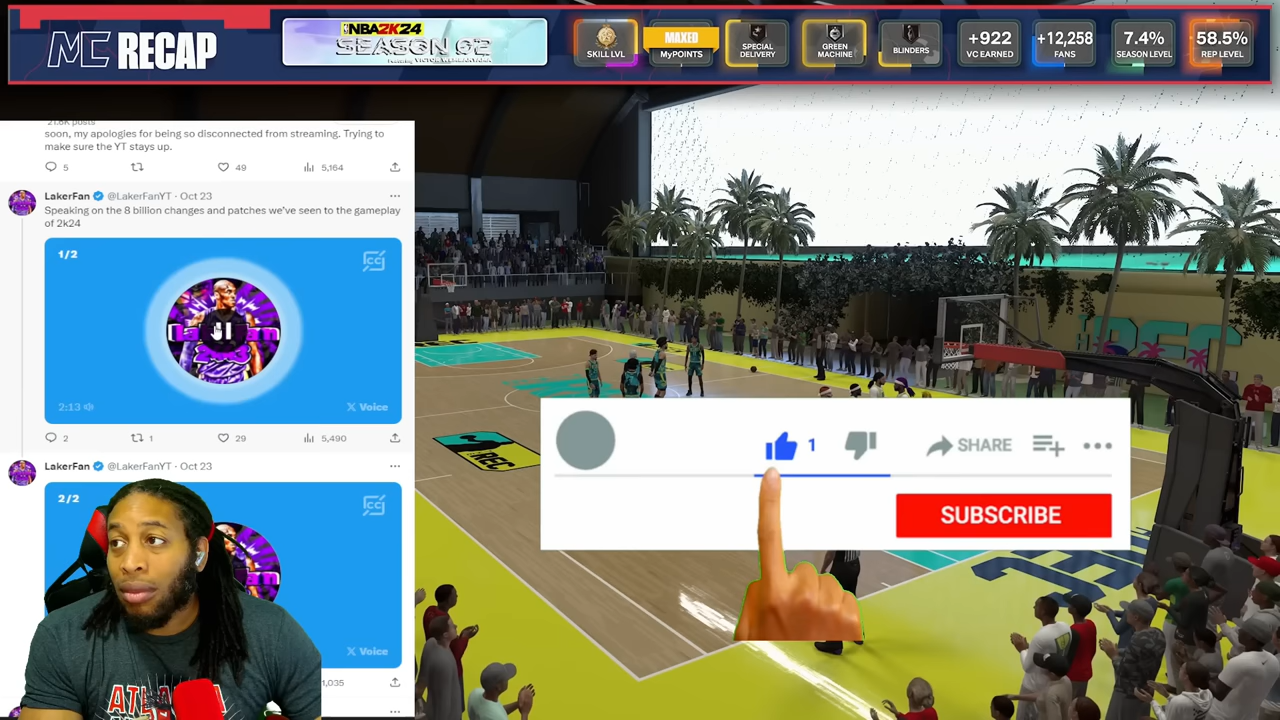 MC RECAP
NBA2K24
SEASON 02
SKILL LVL
MAXED
MyPOINTS
SPECIAL
DELIVERY
GREEN
MACHINE
BLINDERS
+922
VC EARNED
+12,258
FANS
7.4%
SEASON LEVEL
58.5%
REP LEVEL
soon, my apologies for being so disconnected from streaming. Trying to
make sure the YT stays up.
5 49 5,164
LakerFan @LakerFanYT · Oct 23
Speaking on the 8 billion changes and patches we've seen to the gameplay
of 2k24
1/2
2:13
X Voice
2 1 29 5,490
LakerFan @LakerFanYT · Oct 23
2/2
X Voice
1,035
1 SHARE
SUBSCRIBE
REC